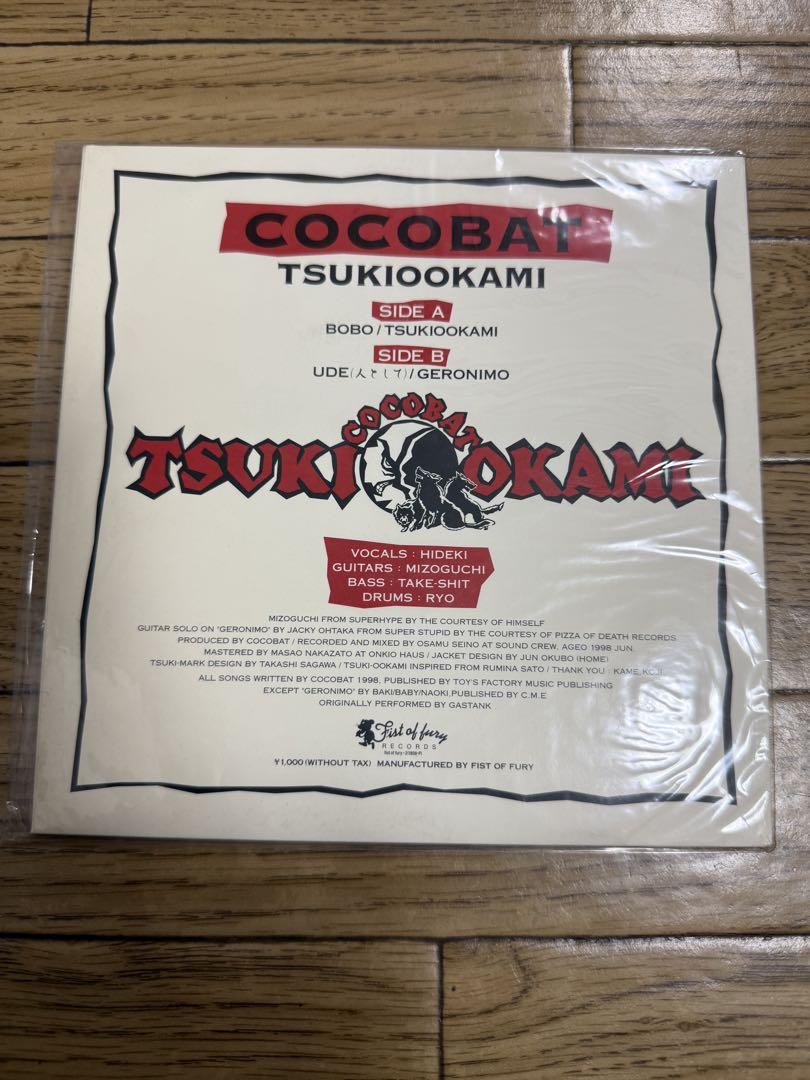 COCOBAT
TSUKIOOKAMI
SIDE A
BOBO / TSUKIOOKAMI
SIDE B
UDE(人として) / GERONIMO
COCOBAT
TSUKIOOKAMI
VOCALS : HIDEKI
GUITARS : MIZOGUCHI
BASS : TAKE-SHIT
DRUMS : RYO
MIZOGUCHI FROM SUPERHYPE BY THE COURTESY OF HIMSELF
GUITAR SOLO ON "GERONIMO" BY JACKY OHTAKA FROM SUPER STUPID BY THE COURTESY OF PIZZA OF DEATH RECORDS
PRODUCED BY COCOBAT / RECORDED AND MIXED BY OSAMU SEINO AT SOUND CREW, AGEO 1998 JUN.
MASTERED BY MASAO NAKAZATO AT ONKIO HAUS / JACKET DESIGN BY JUN OKUBO (HOME)
TSUKI-MARK DESIGN BY TAKASHI SAGAWA / TSUKI-OOKAMI INSPIRED FROM RUMINA SATO / THANK YOU : KAME, KOJI
ALL SONGS WRITTEN BY COCOBAT 1998, PUBLISHED BY TOY'S FACTORY MUSIC PUBLISHING
EXCEPT "GERONIMO" BY BAKI/BABY/NAOKI, PUBLISHED BY C.M.E
ORIGINALLY PERFORMED BY GASTANK
Fist of fury
RECORDS
¥1,000 (WITHOUT TAX) MANUFACTURED BY FIST OF FURY